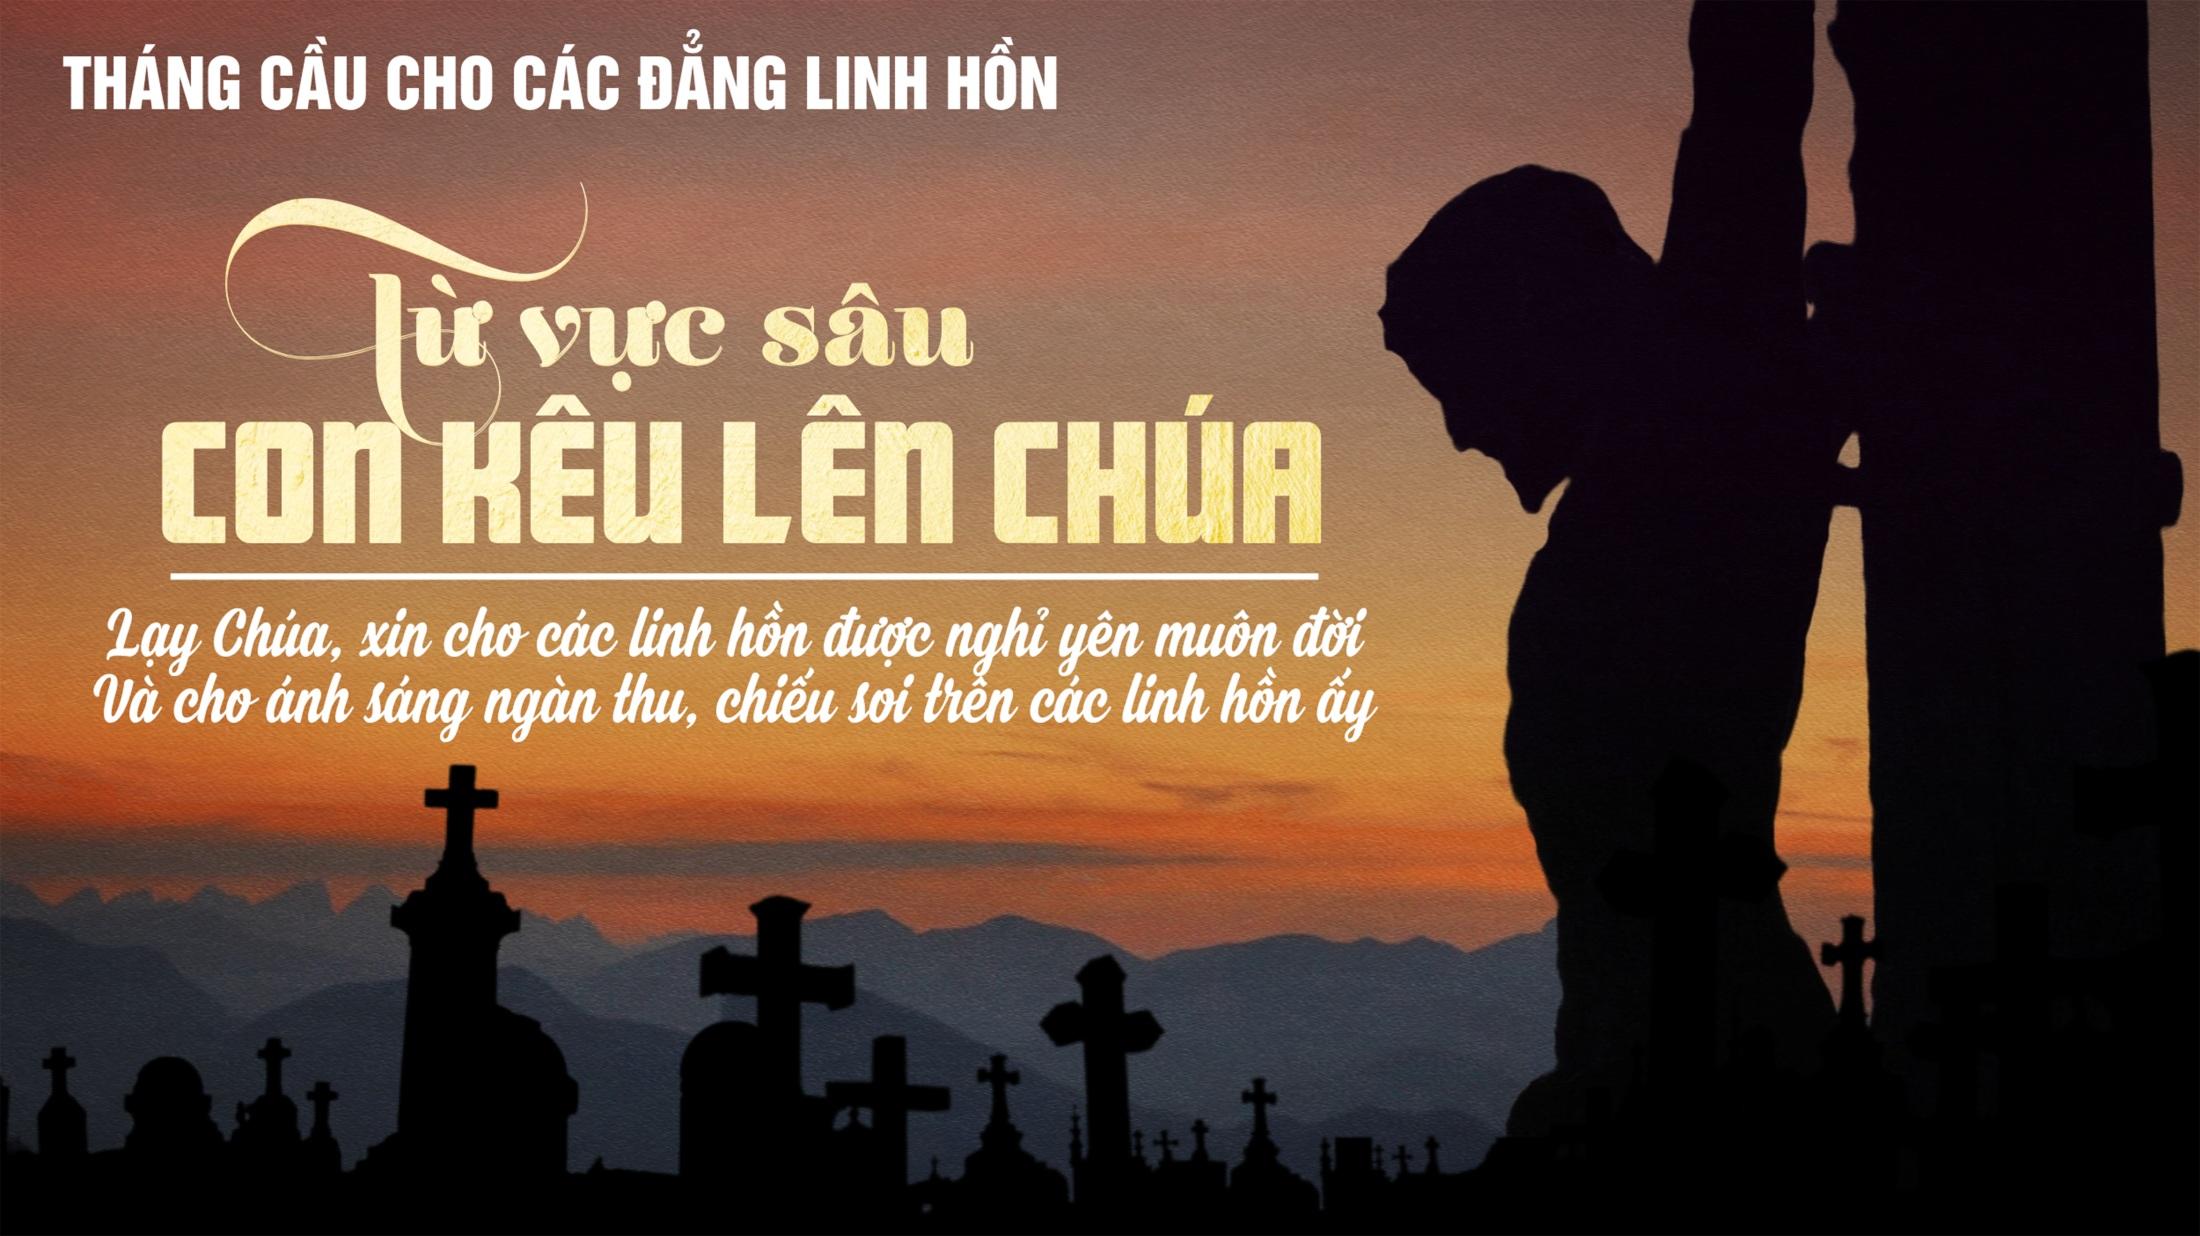 THÁNG CẦU CHO CÁC ĐẲNG LINH HỒN
Từ vực sâu
CON KÊU LÊN CHÚA
Lạy Chúa, xin cho các linh hồn được nghỉ yên muôn đời
Và cho ánh sáng ngàn thu, chiếu soi trên các linh hồn ấy